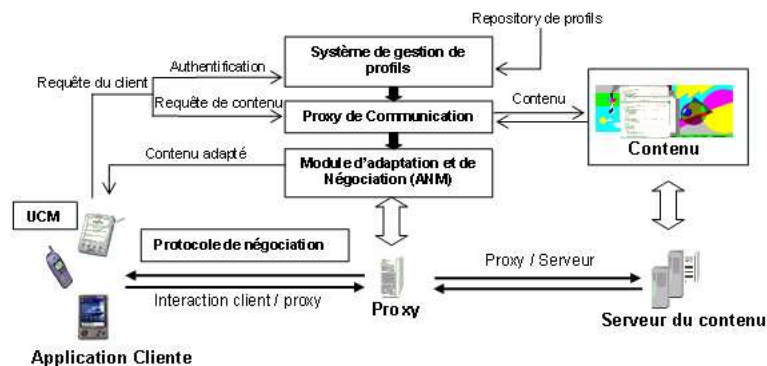 Repository de profils
Système de gestion de
profils
Authentification
Requête du client
Requête de contenu
Proxy de Communication
Contenu
Contenu
Contenu adapté
Module d'adaptation et de
Négociation (ANM)
UCM
Protocole de négociation
Proxy / Serveur
Interaction client / proxy
Proxy
Serveur du contenu
Application Cliente